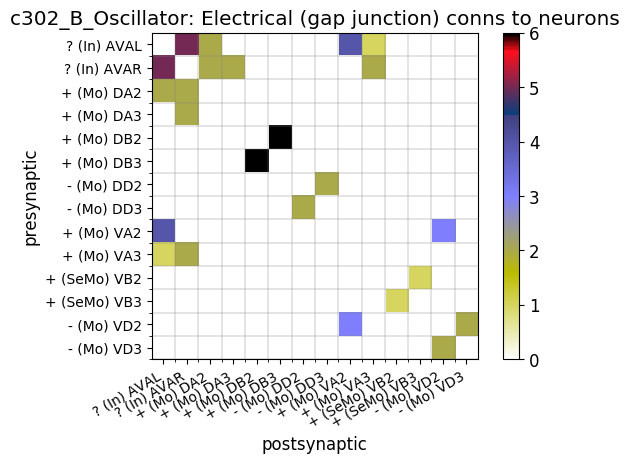 c302_B_Oscillator: Electrical (gap junction) conns to neurons
? (In) AVAL
? (In) AVAR
+ (Mo) DA2
+ (Mo) DA3
+ (Mo) DB2
+ (Mo) DB3
- (Mo) DD2
- (Mo) DD3
+ (Mo) VA2
+ (Mo) VA3
+ (SeMo) VB2
+ (SeMo) VB3
- (Mo) VD2
- (Mo) VD3
presynaptic
? (In) AVAL
? (In) AVAR
+ (Mo) DA2
+ (Mo) DA3
+ (Mo) DB2
+ (Mo) DB3
- (Mo) DD2
- (Mo) DD3
+ (Mo) VA2
+ (Mo) VA3
+ (SeMo) VB2
+ (SeMo) VB3
- (Mo) VD2
- (Mo) VD3
postsynaptic
6
5
4
3
2
1
0